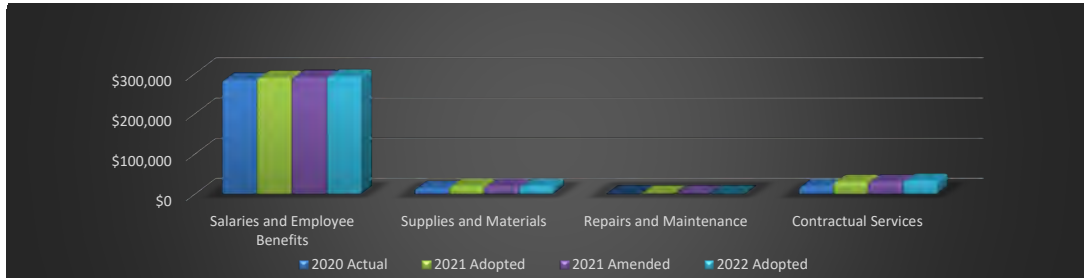 $300,000
$200,000
$100,000
$0
Salaries and Employee
Benefits
Supplies and Materials
Repairs and Maintenance
Contractual Services
2020 Actual
2021 Adopted
2021 Amended
2022 Adopted